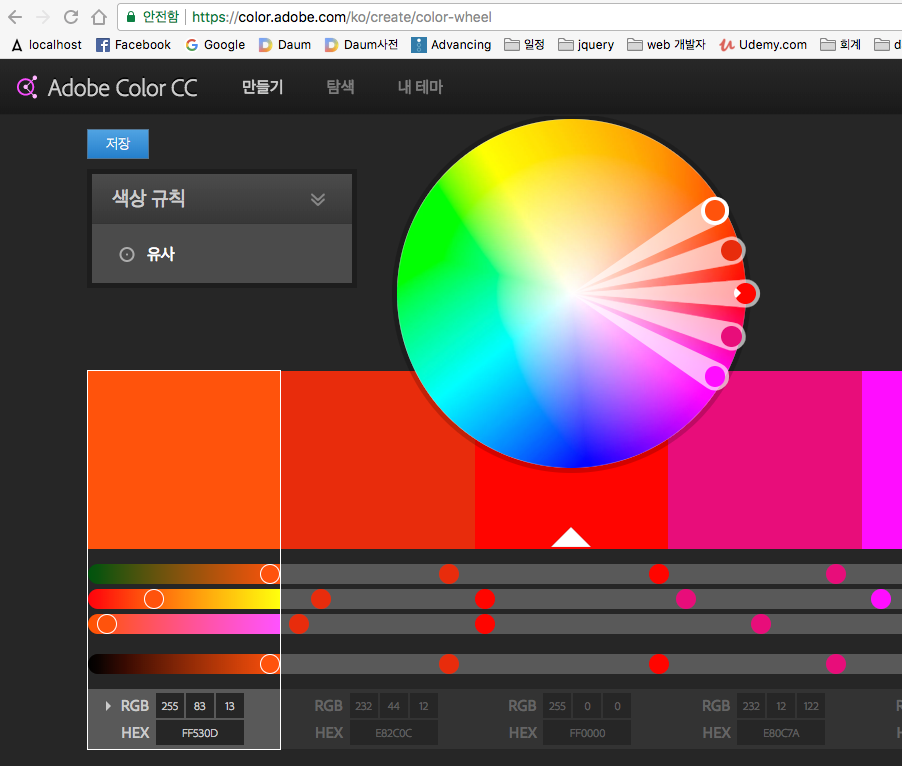 안전함 https://color.adobe.com/ko/create/color-wheel
localhost Facebook Google Daum Daum사전 Advancing 일정 jquery web 개발자 Udemy.com 회계 d
Adobe Color CC 만들기 탐색 내 테마
저장
색상 규칙
유사
RGB 255 83 13 RGB 232 44 12 RGB 255 0 0 RGB 232 12 122
HEX FF530D HEX E82C0C HEX FF0000 HEX E80C7A